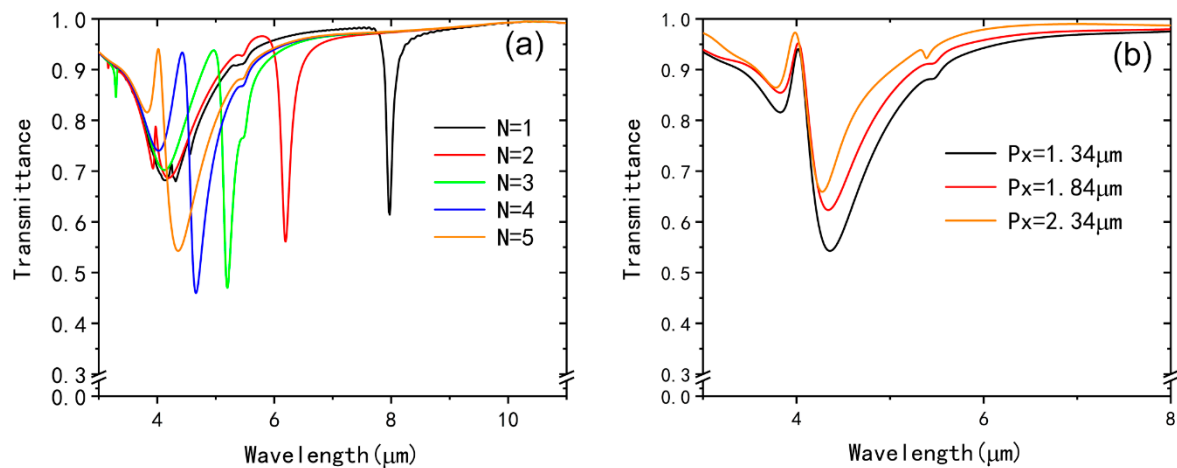 (a)
Transmittance
1.0
0.9
0.8
0.7
0.6
0.5
0.4
0.3
0.0
N=1
N=2
N=3
N=4
N=5
4 6 8 10
Wavelength(μm)
(b)
Transmittance
1.0
0.9
0.8
0.7
0.6
0.5
0.4
0.3
0.0
Px=1.34μm
Px=1.84μm
Px=2.34μm
4 6 8
Wavelength(μm)